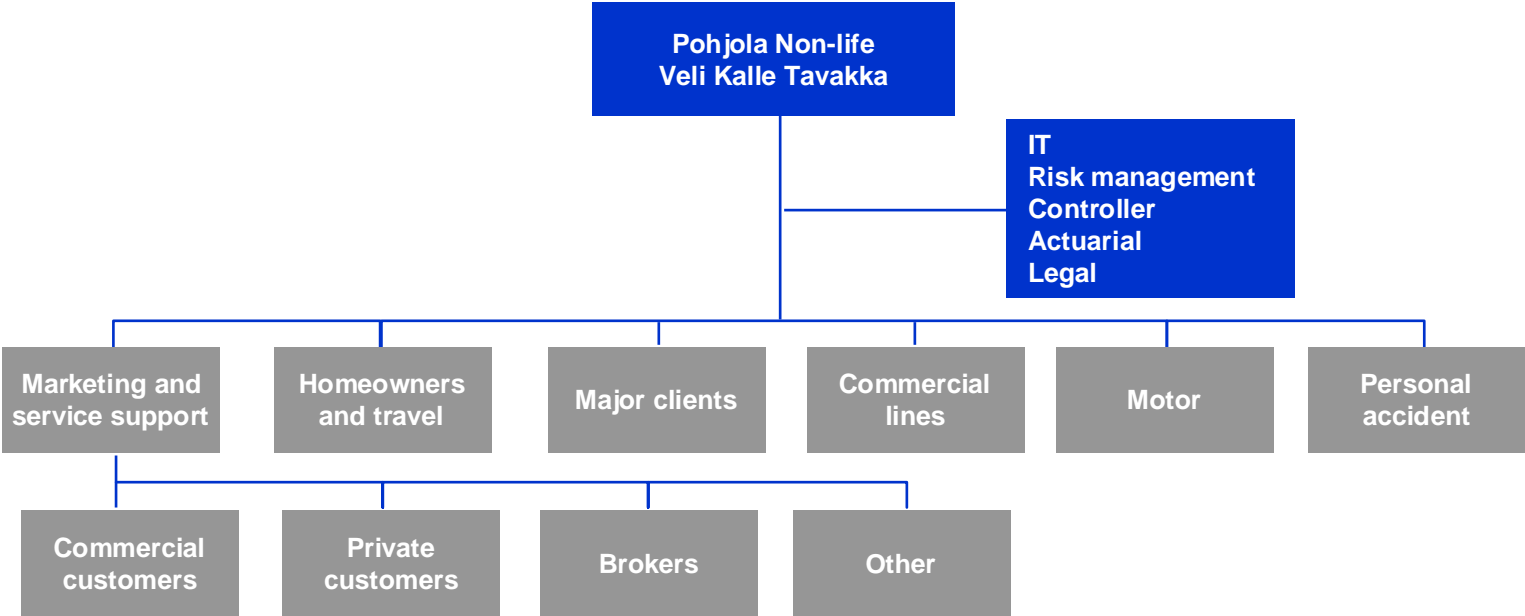 Pohjola Non-life
Veli Kalle Tavakka
IT
Risk management
Controller
Actuarial
Legal
Marketing and
service support
Homeowners
and travel
Major clients
Commercial
lines
Motor
Personal
accident
Commercial
customers
Private
customers
Brokers
Other